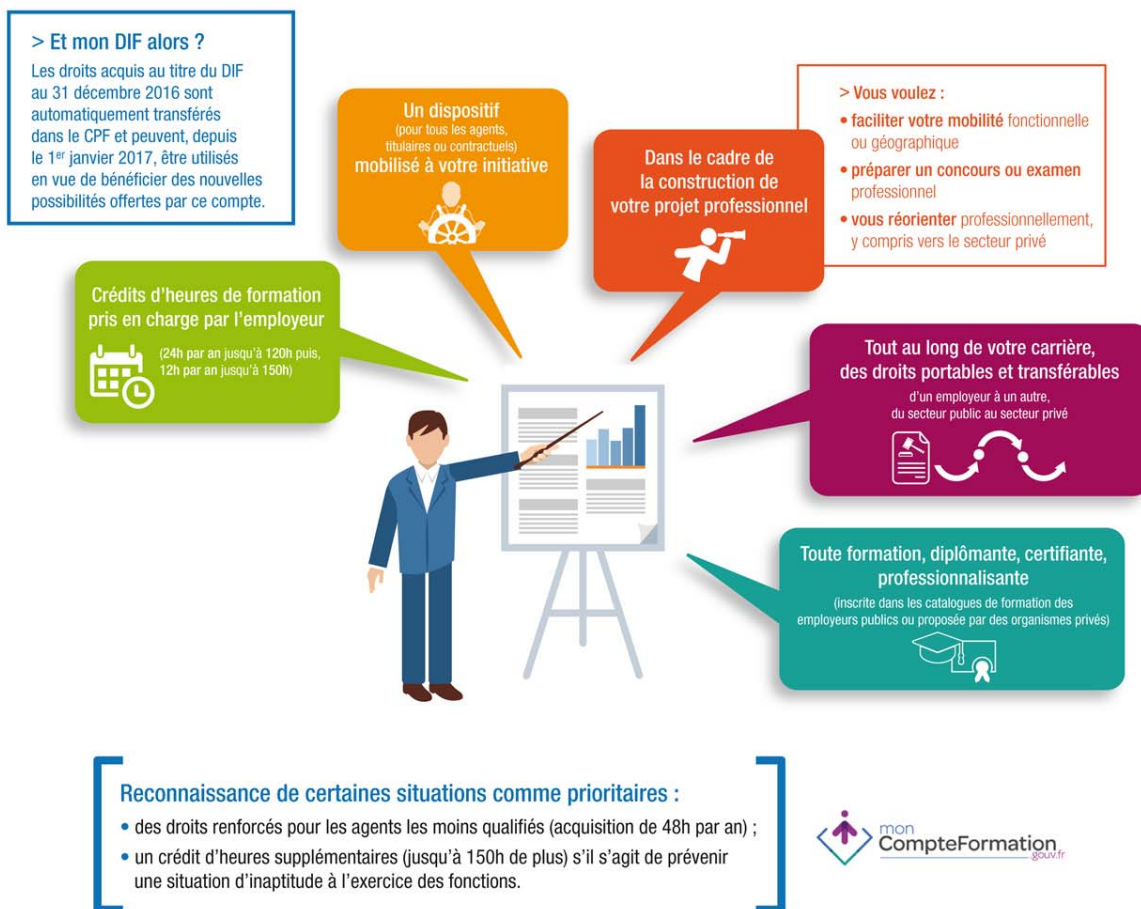 > Et mon DIF alors ?
Les droits acquis au titre du DIF
au 31 décembre 2016 sont
automatiquement transférés
dans le CPF et peuvent, depuis
le 1er janvier 2017, être utilisés
en vue de bénéficier des nouvelles
possibilités offertes par ce compte.
Un dispositif
(pour tous les agents,
titulaires ou contractuels)
mobilisé à votre initiative
Dans le cadre de
la construction de
votre projet professionnel
> Vous voulez :
• faciliter votre mobilité fonctionnelle
ou géographique
• préparer un concours ou examen
professionnel
• vous réorienter professionnellement,
y compris vers le secteur privé
Crédits d'heures de formation
pris en charge par l'employeur
(24h par an jusqu'à 120h puis,
12h par an jusqu'à 150h)
Tout au long de votre carrière,
des droits portables et transférables
d'un employeur à un autre,
du secteur public au secteur privé
Toute formation, diplômante, certifiante,
professionnalisante
(inscrite dans les catalogues de formation des
employeurs publics ou proposée par des organismes privés)
Reconnaissance de certaines situations comme prioritaires :
• des droits renforcés pour les agents les moins qualifiés (acquisition de 48h par an) ;
• un crédit d'heures supplémentaires (jusqu'à 150h de plus) s'il s'agit de prévenir
une situation d'inaptitude à l'exercice des fonctions.
mon
CompteFormation
gouv.fr